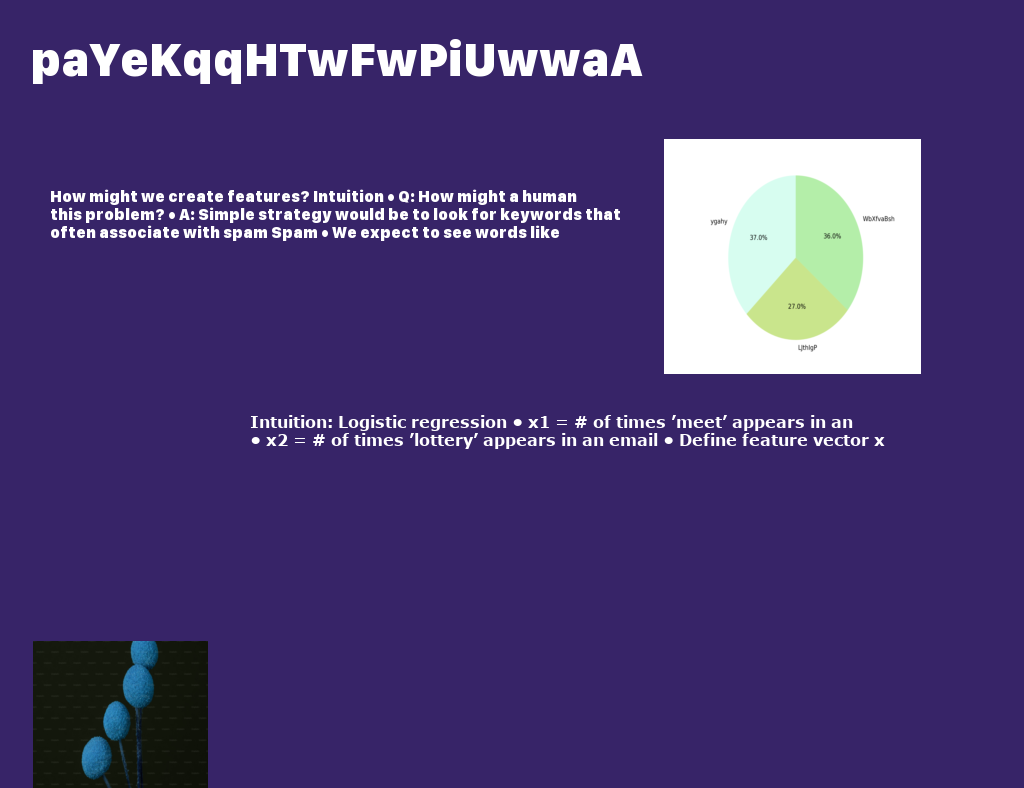 paYeKqqHTwFwPiUwwaA
How might we create features? Intuition • Q: How might a human
this problem? • A: Simple strategy would be to look for keywords that
often associate with spam Spam • We expect to see words like
ygahy
WbXfvaBsh
37.0%
36.0%
27.0%
LjthIgP
Intuition: Logistic regression • x1 = # of times ’meet’ appears in an
• x2 = # of times ’lottery’ appears in an email • Define feature vector x